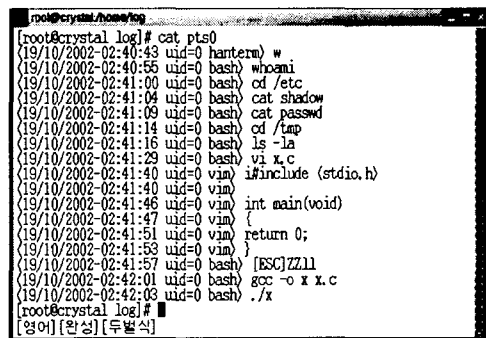 root@crystal:/home/log
[root@crystal log]# cat pts0
⟨19/10/2002-02:40:43 uid=0 hanterm⟩ w
⟨19/10/2002-02:40:55 uid=0 bash⟩ whoami
⟨19/10/2002-02:41:00 uid=0 bash⟩ cd /etc
⟨19/10/2002-02:41:04 uid=0 bash⟩ cat shadow
⟨19/10/2002-02:41:09 uid=0 bash⟩ cat passwd
⟨19/10/2002-02:41:14 uid=0 bash⟩ cd /tmp
⟨19/10/2002-02:41:16 uid=0 bash⟩ ls -la
⟨19/10/2002-02:41:29 uid=0 bash⟩ vi x.c
⟨19/10/2002-02:41:40 uid=0 vim⟩ i#include ⟨stdio.h⟩
⟨19/10/2002-02:41:40 uid=0 vim⟩
⟨19/10/2002-02:41:46 uid=0 vim⟩ int main(void)
⟨19/10/2002-02:41:47 uid=0 vim⟩ {
⟨19/10/2002-02:41:51 uid=0 vim⟩ return 0;
⟨19/10/2002-02:41:53 uid=0 vim⟩ }
⟨19/10/2002-02:41:57 uid=0 bash⟩ [ESC]ZZll
⟨19/10/2002-02:42:01 uid=0 bash⟩ gcc -o x x.c
⟨19/10/2002-02:42:03 uid=0 bash⟩ ./x
[root@crystal log]#
[영어][완성][두벌식]